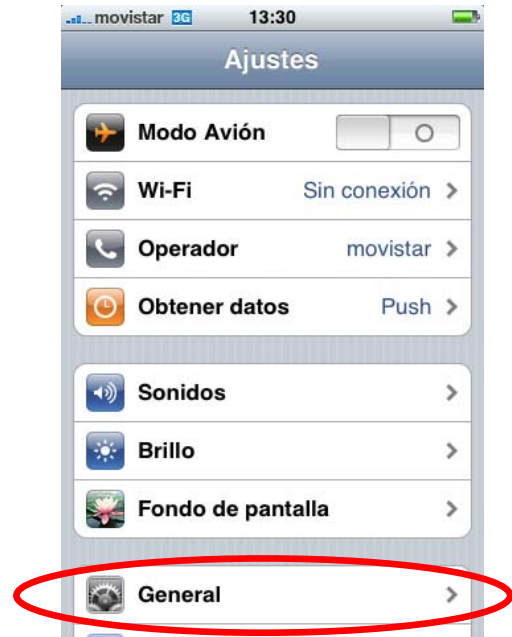 movistar 3G 13:30
Ajustes
Modo Avión
Wi-Fi Sin conexión
Operador movistar
Obtener datos Push
Sonidos
Brillo
Fondo de pantalla
General